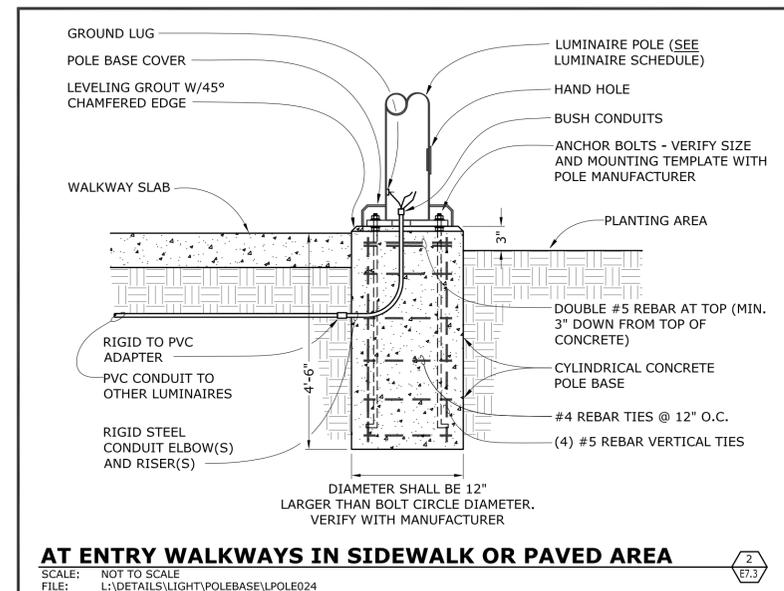 GROUND LUG
POLE BASE COVER
LEVELING GROUT W/45°
CHAMFERED EDGE
WALKWAY SLAB
LUMINAIRE POLE (SEE
LUMINAIRE SCHEDULE)
HAND HOLE
BUSH CONDUITS
ANCHOR BOLTS - VERIFY SIZE
AND MOUNTING TEMPLATE WITH
POLE MANUFACTURER
PLANTING AREA
3"
DOUBLE #5 REBAR AT TOP (MIN.
3" DOWN FROM TOP OF
CONCRETE)
CYLINDRICAL CONCRETE
POLE BASE
#4 REBAR TIES @ 12" O.C.
(4) #5 REBAR VERTICAL TIES
RIGID TO PVC
ADAPTER
PVC CONDUIT TO
OTHER LUMINAIRES
RIGID STEEL
CONDUIT ELBOW(S)
AND RISER(S)
4'-6"
DIAMETER SHALL BE 12"
LARGER THAN BOLT CIRCLE DIAMETER.
VERIFY WITH MANUFACTURER
AT ENTRY WALKWAYS IN SIDEWALK OR PAVED AREA
SCALE: NOT TO SCALE
FILE: L:\DETAILS\LIGHT\POLEBASE\LPOLE024
2
E7.3